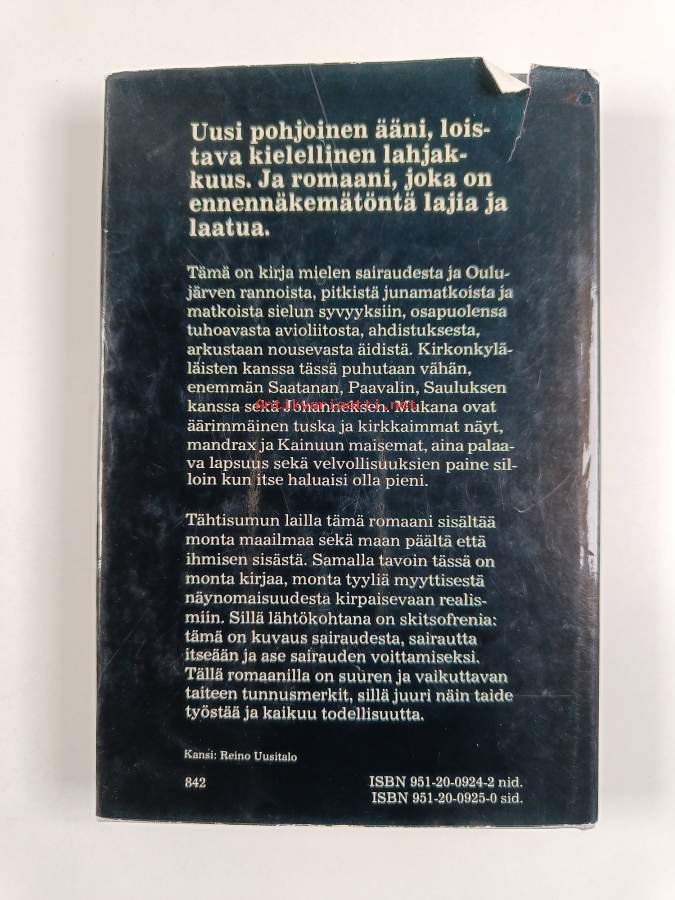 Uusi pohjoinen ääni, lois-
tava kielellinen lahjak-
kuus. Ja romaani, joka on
ennennäkemätöntä lajia ja
laatua.
Tämä on kirja mielen sairaudesta ja Oulu-
järven rannoista, pitkistä junamatkoista ja
matkoista sielun syvyyksiin, osapuolensa
tuhoavasta avioliitosta, ahdistuksesta,
arkustaan nousevasta äidistä. Kirkonkylä-
läisten kanssa tässä puhutaan vähän,
enemmän Saatanan, Paavalin, Sauluksen
kanssa sekä Johanneksen. Mukana ovat
äärimmäinen tuska ja kirkkaimmat näyt,
mandrax ja Kainuun maisemat, aina palaa-
va lapsuus sekä velvollisuuksien paine sil-
loin kun itse haluaisi olla pieni.
Tähtisumun lailla tämä romaani sisältää
monta maailmaa sekä maan päältä että
ihmisen sisästä. Samalla tavoin tässä on
monta kirjaa, monta tyyliä myyttisestä
näynomaisuudesta kirpaisevaan realis-
miin. Sillä lähtökohtana on skitsofrenia:
tämä on kuvaus sairaudesta, sairautta
itseään ja ase sairauden voittamiseksi.
Tällä romaanilla on suuren ja vaikuttavan
taiteen tunnusmerkit, sillä juuri näin taide
työstää ja kaikuu todellisuutta.
Kansi: Reino Uusitalo
842
ISBN 951-20-0924-2 nid.
ISBN 951-20-0925-0 sid.